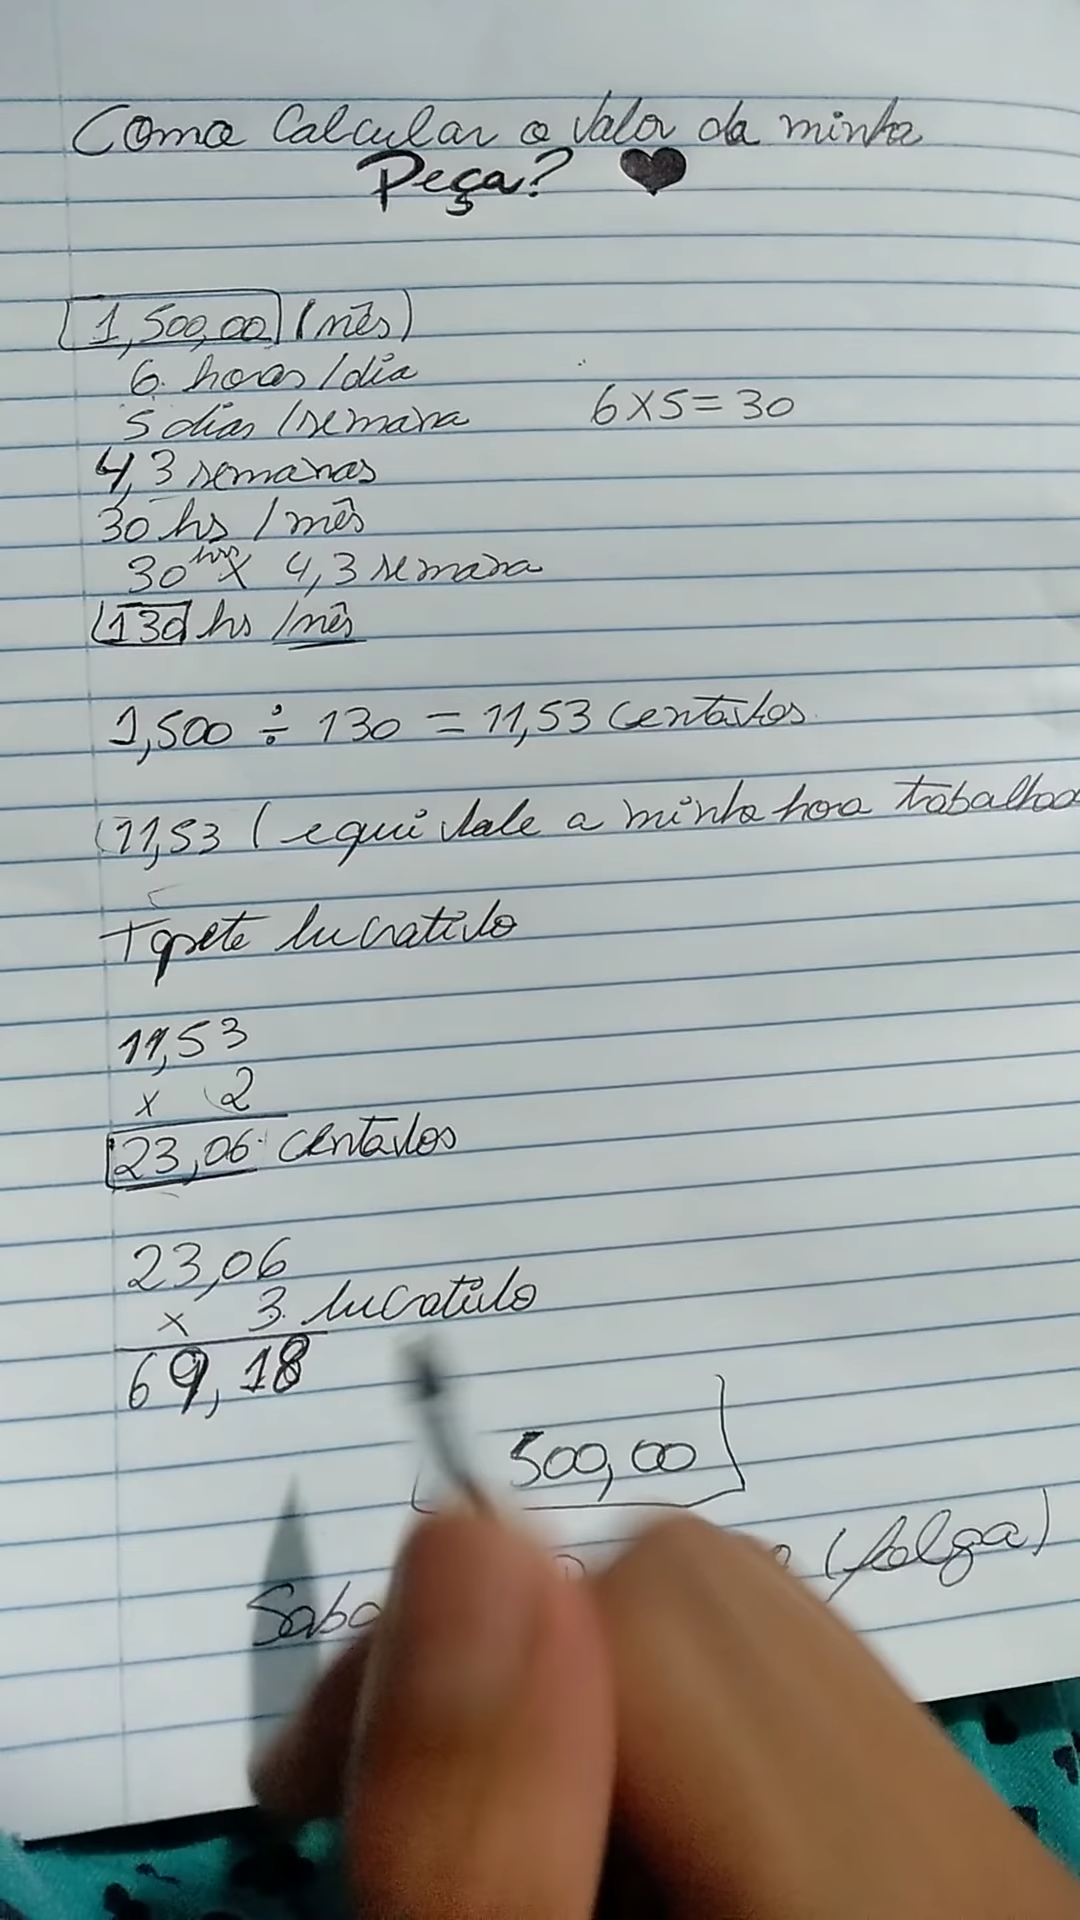 Como Calcular o valor da minha
Peça?
1,500,00 (mês)
6 horas/dia
5 dias/semana
6x5=30
4,3 semanas
30 hs/mês
30 hrs x 4,3 semana
130 hs/mês
1,500 ÷ 130 = 11,53 centavos.
11,53 (equivale a minha hora trabalhada
Tapete lucrativo
11,53
x 2
23,06 centavos
23,06
x 3 lucrativo
69,18
500,00
(folga)